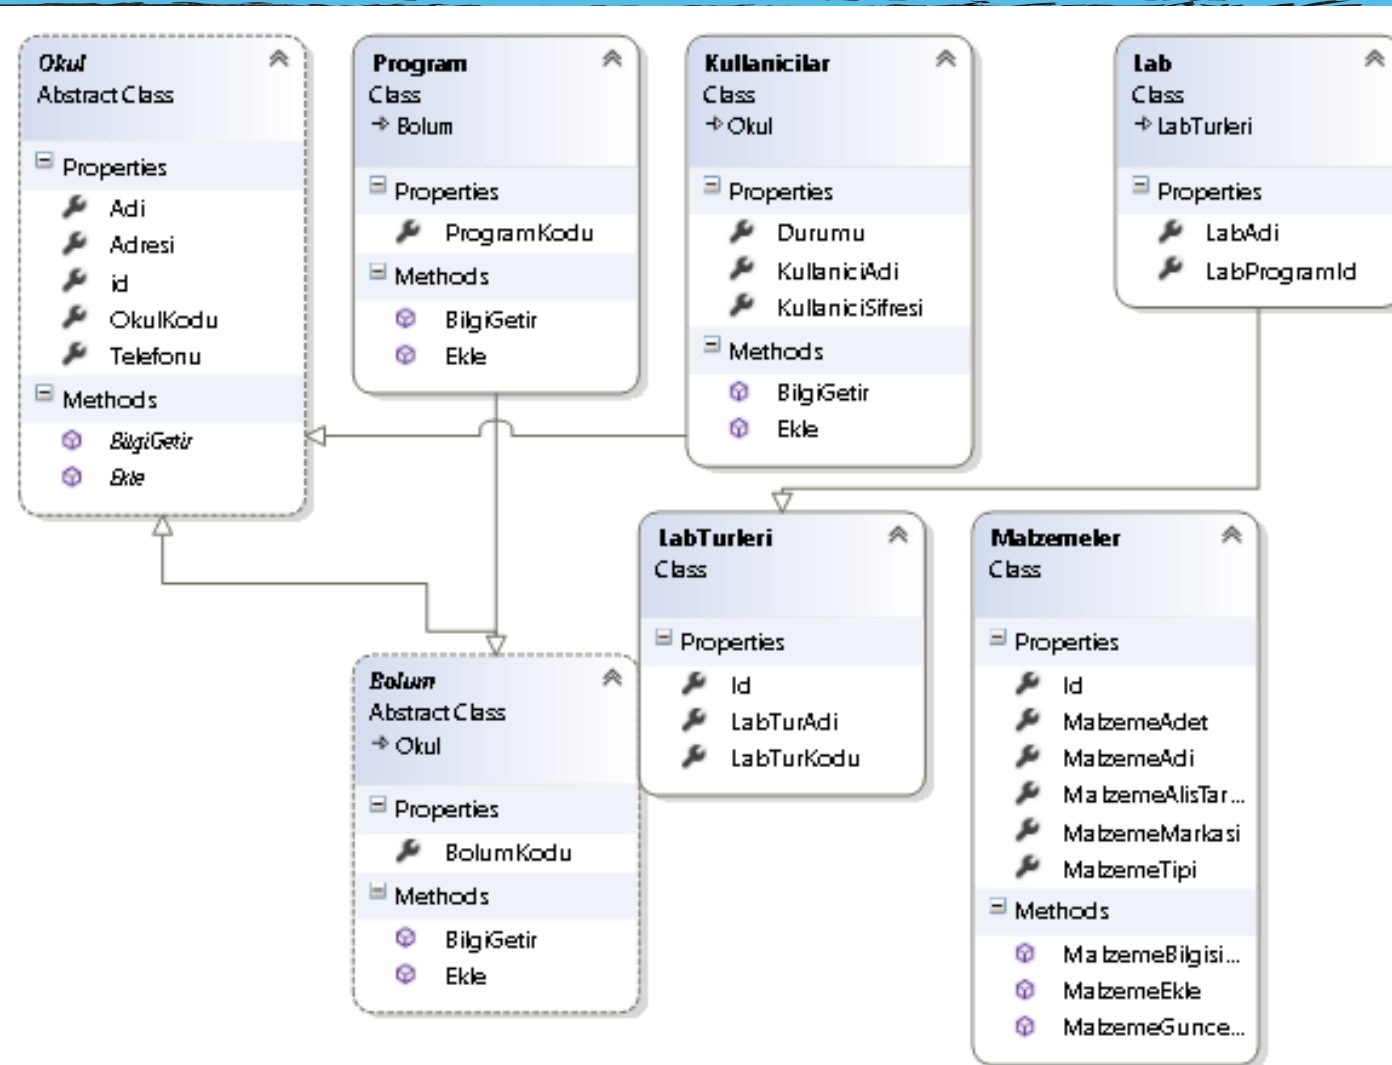 Okul
Abstract Class
Properties
Adi
Adresi
id
OkulKodu
Telefonu
Methods
BilgiGetir
Ekle
Program
Class
Bolum
Properties
ProgramKodu
Methods
BilgiGetir
Ekle
Kullanicilar
Class
Okul
Properties
Durumu
KullaniciAdi
KullaniciSifresi
Methods
BilgiGetir
Ekle
Lab
Class
LabTurleri
Properties
LabAdi
LabProgramId
Bolum
Abstract Class
Okul
Properties
BolumKodu
Methods
BilgiGetir
Ekle
LabTurleri
Class
Properties
Id
LabTurAdi
LabTurKodu
Malzemeler
Class
Properties
Id
MalzemeAdet
MalzemeAdi
MalzemeAlisTar...
MalzemeMarkasi
MalzemeTipi
Methods
MalzemeBilgisi...
MalzemeEkle
MalzemeGunce...